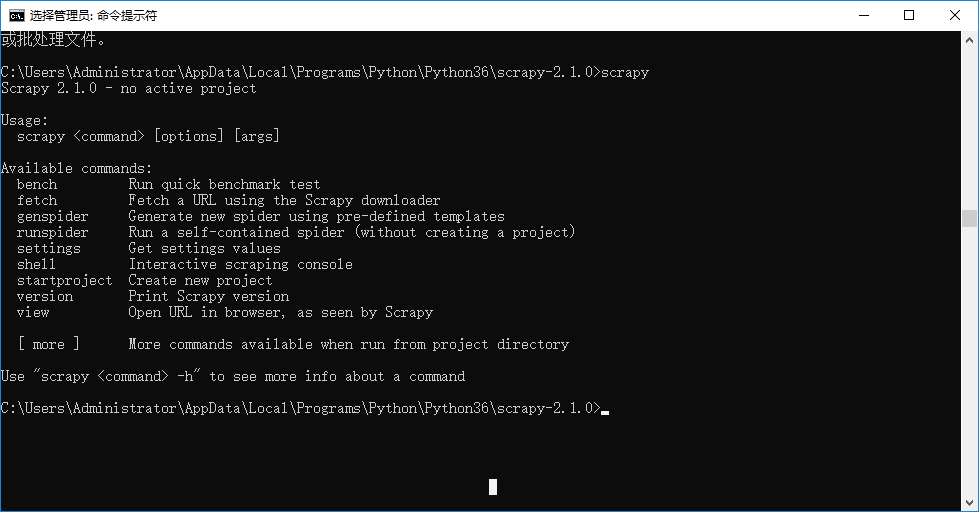 选择管理员: 命令提示符
或批处理文件。
C:\Users\Administrator\AppData\Local\Programs\Python\Python36\scrapy-2.1.0>scrapy
Scrapy 2.1.0 - no active project
Usage:
scrapy <command> [options] [args]
Available commands:
bench Run quick benchmark test
fetch Fetch a URL using the Scrapy downloader
genspider Generate new spider using pre-defined templates
runspider Run a self-contained spider (without creating a project)
settings Get settings values
shell Interactive scraping console
startproject Create new project
version Print Scrapy version
view Open URL in browser, as seen by Scrapy
[ more ] More commands available when run from project directory
Use "scrapy <command> -h" to see more info about a command
C:\Users\Administrator\AppData\Local\Programs\Python\Python36\scrapy-2.1.0>